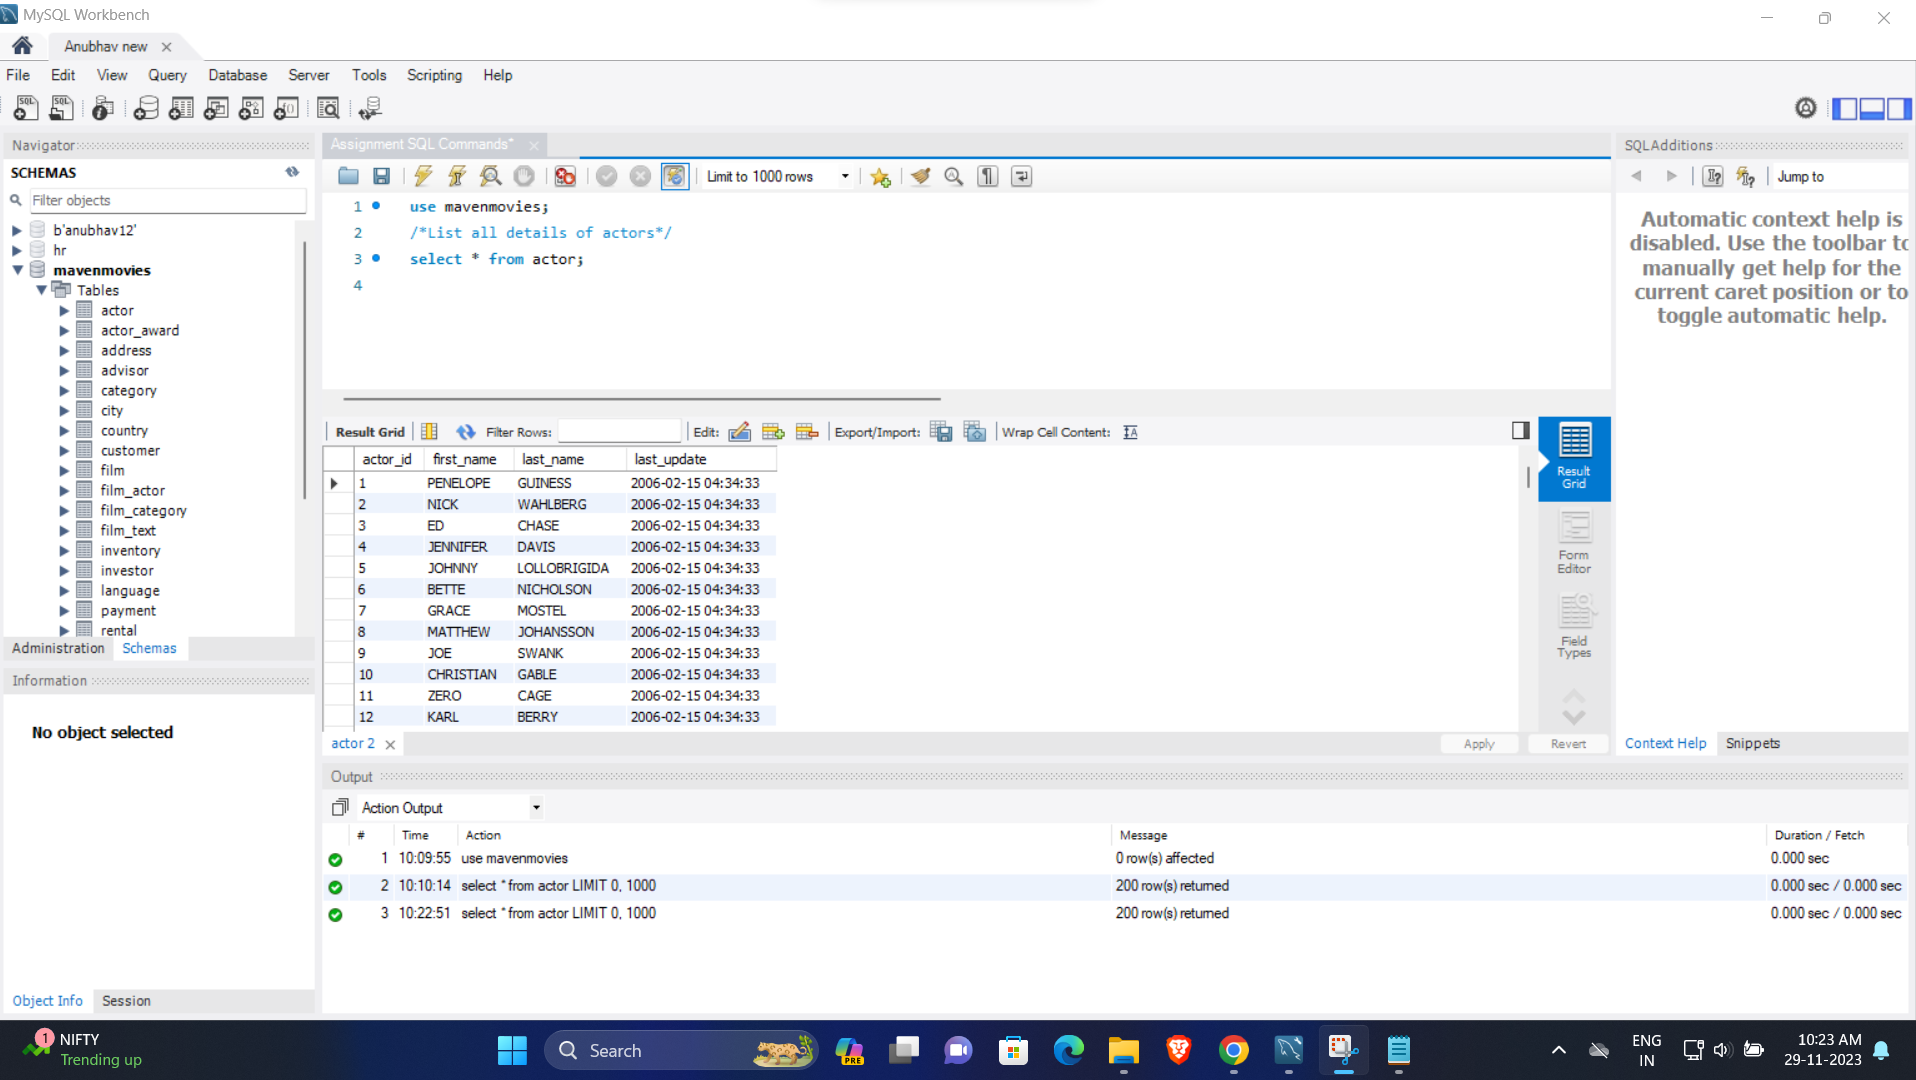 MySQL Workbench
Anubhav new
File Edit View Query Database Server Tools Scripting Help
Navigator
SCHEMAS
Filter objects
b'anubhav12'
hr
mavenmovies
Tables
actor
actor_award
address
advisor
category
city
country
customer
film
film_actor
film_category
film_text
inventory
investor
language
payment
rental
Administration Schemas
Information
No object selected
Object Info Session
Assignment SQL Commands*
Limit to 1000 rows
1 use mavenmovies;
2 /*List all details of actors*/
3 select * from actor;
4
Result Grid Filter Rows: Edit: Export/Import: Wrap Cell Content:
actor_id first_name last_name last_update
1 PENELOPE GUINESS 2006-02-15 04:34:33
2 NICK WAHLBERG 2006-02-15 04:34:33
3 ED CHASE 2006-02-15 04:34:33
4 JENNIFER DAVIS 2006-02-15 04:34:33
5 JOHNNY LOLLOBRIGIDA 2006-02-15 04:34:33
6 BETTE NICHOLSON 2006-02-15 04:34:33
7 GRACE MOSTEL 2006-02-15 04:34:33
8 MATTHEW JOHANSSON 2006-02-15 04:34:33
9 JOE SWANK 2006-02-15 04:34:33
10 CHRISTIAN GABLE 2006-02-15 04:34:33
11 ZERO CAGE 2006-02-15 04:34:33
12 KARL BERRY 2006-02-15 04:34:33
Result
Grid
Form
Editor
Field
Types
actor 2
Apply Revert
SQLAdditions
Jump to
Automatic context help is
disabled. Use the toolbar to
manually get help for the
current caret position or to
toggle automatic help.
Context Help Snippets
Output
Action Output
# Time Action Message Duration / Fetch
1 10:09:55 use mavenmovies 0 row(s) affected 0.000 sec
2 10:10:14 select * from actor LIMIT 0, 1000 200 row(s) returned 0.000 sec / 0.000 sec
3 10:22:51 select * from actor LIMIT 0, 1000 200 row(s) returned 0.000 sec / 0.000 sec
1
NIFTY
Trending up
Search
PRE
ENG
IN
10:23 AM
29-11-2023